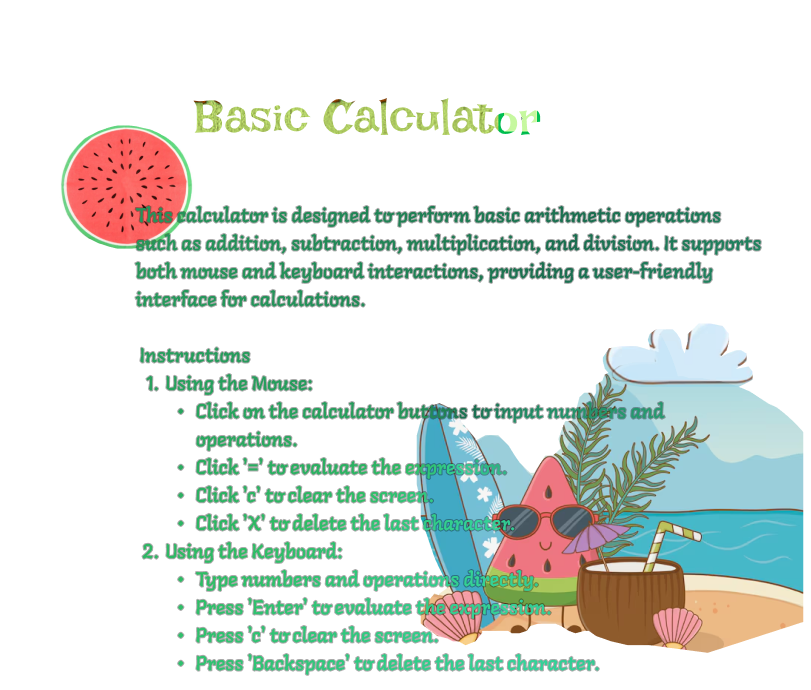 Basic Calculator
This calculator is designed to perform basic arithmetic operations
such as addition, subtraction, multiplication, and division. It supports
both mouse and keyboard interactions, providing a user-friendly
interface for calculations.
Instructions
1. Using the Mouse:
• Click on the calculator buttons to input numbers and
operations.
• Click '=' to evaluate the expression.
• Click 'c' to clear the screen.
• Click 'X' to delete the last character.
2. Using the Keyboard:
• Type numbers and operations directly.
• Press 'Enter' to evaluate the expression.
• Press 'c' to clear the screen.
• Press 'Backspace' to delete the last character.